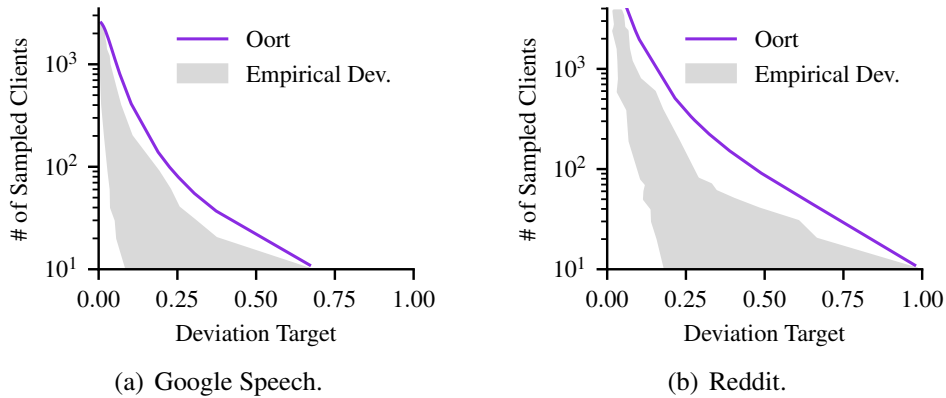 # of Sampled Clients
10³
10²
10¹
Oort
Empirical Dev.
0.00 0.25 0.50 0.75 1.00
Deviation Target
(a) Google Speech.
# of Sampled Clients
10³
10²
10¹
Oort
Empirical Dev.
0.00 0.25 0.50 0.75 1.00
Deviation Target
(b) Reddit.